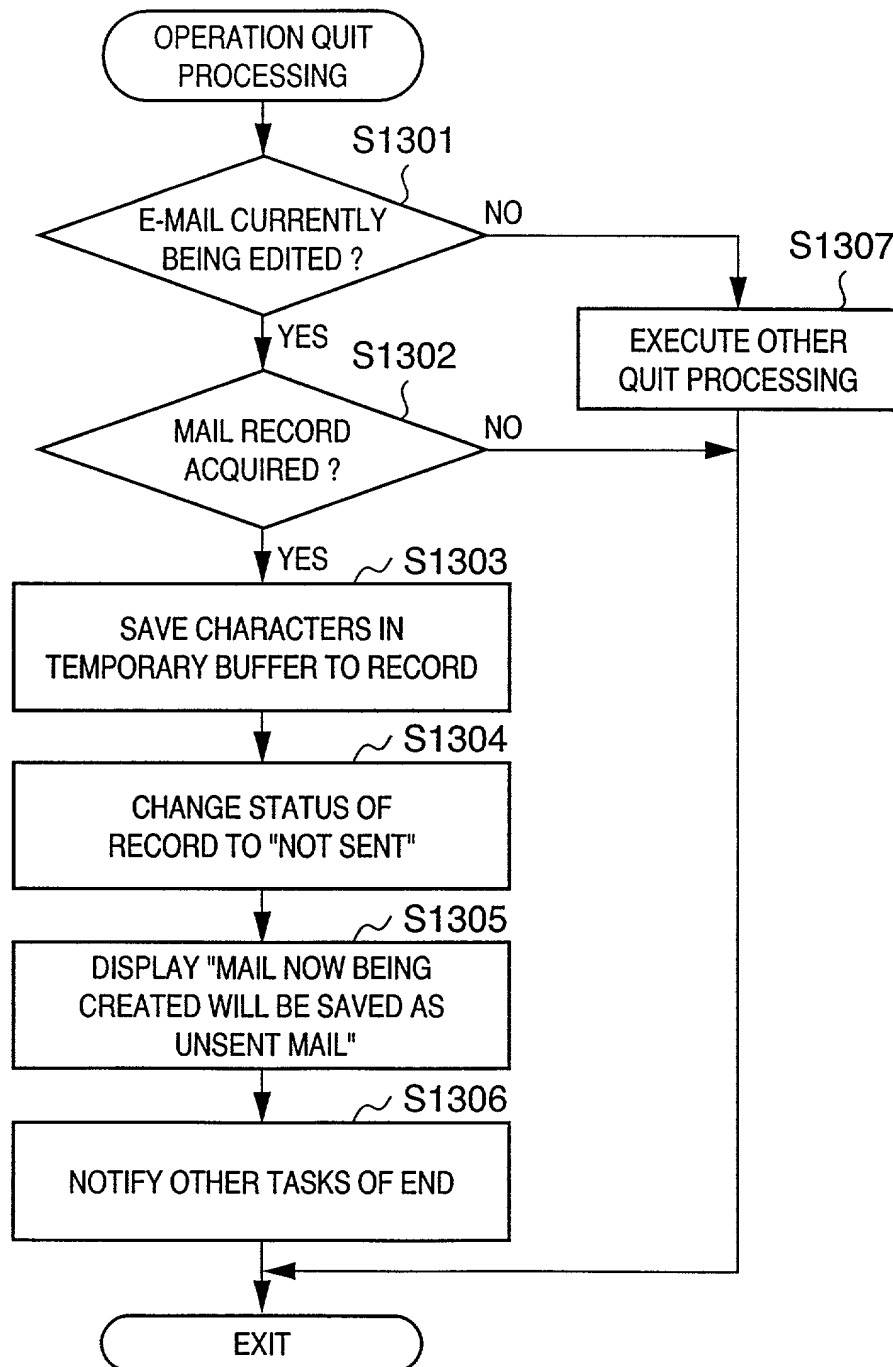 OPERATION QUIT
PROCESSING
S1301
E-MAIL CURRENTLY
BEING EDITED ?
NO
YES
S1307
EXECUTE OTHER
QUIT PROCESSING
S1302
MAIL RECORD
ACQUIRED ?
NO
YES
S1303
SAVE CHARACTERS IN
TEMPORARY BUFFER TO RECORD
S1304
CHANGE STATUS OF
RECORD TO "NOT SENT"
S1305
DISPLAY "MAIL NOW BEING
CREATED WILL BE SAVED AS
UNSENT MAIL"
S1306
NOTIFY OTHER TASKS OF END
EXIT